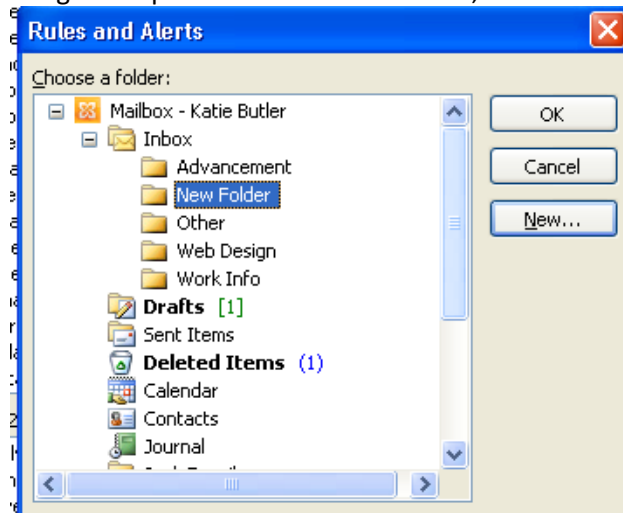 Rules and Alerts
Choose a folder:
Mailbox - Katie Butler
Inbox
Advancement
New Folder
Other
Web Design
Work Info
Drafts [1]
Sent Items
Deleted Items (1)
Calendar
Contacts
Journal
OK
Cancel
New...